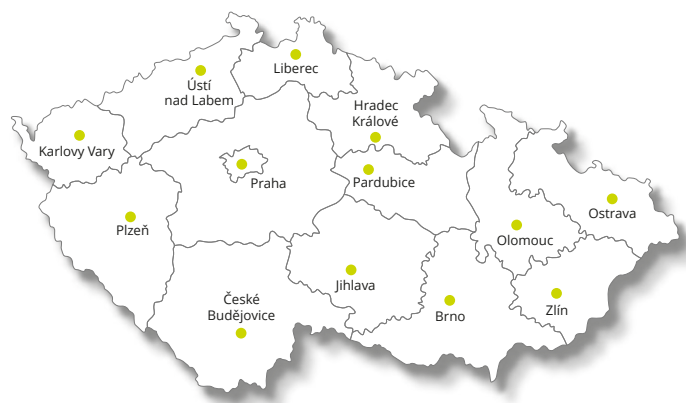 Liberec
Ústí
nad Labem
Hradec
Králové
Karlovy Vary
Praha
Pardubice
Plzeň
Ostrava
Olomouc
Jihlava
České
Budějovice
Brno
Zlín